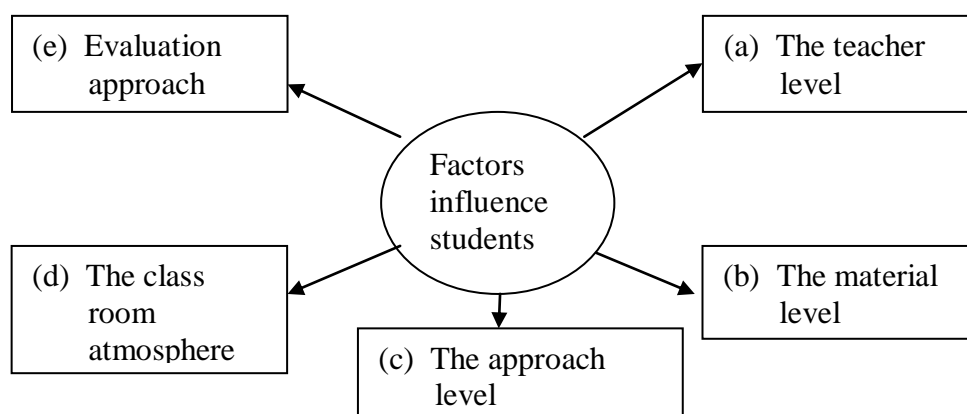 (e) Evaluation
approach
(a) The teacher
level
Factors
influence
students
(d) The class
room
atmosphere
(b) The material
level
(c) The approach
level